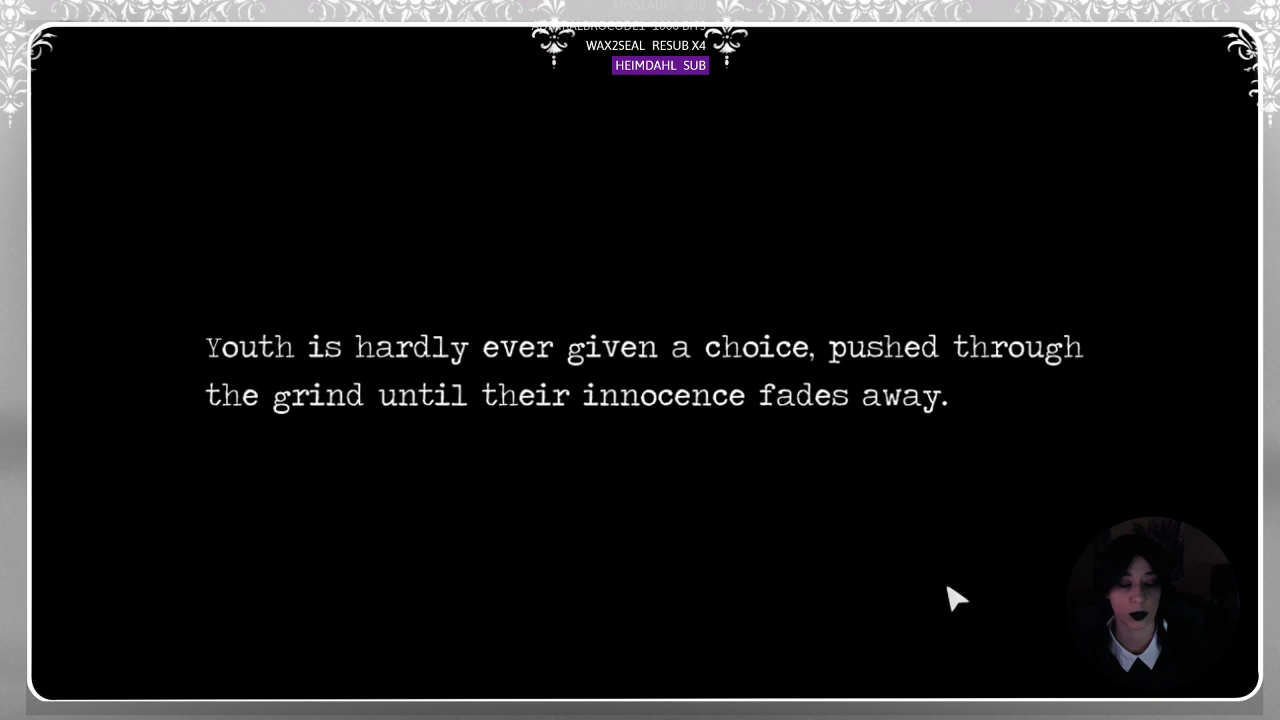 WAX2SEAL RESUB X4
HEIMDAHL SUB
Youth is hardly ever given a choice, pushed through
the grind until their innocence fades away.